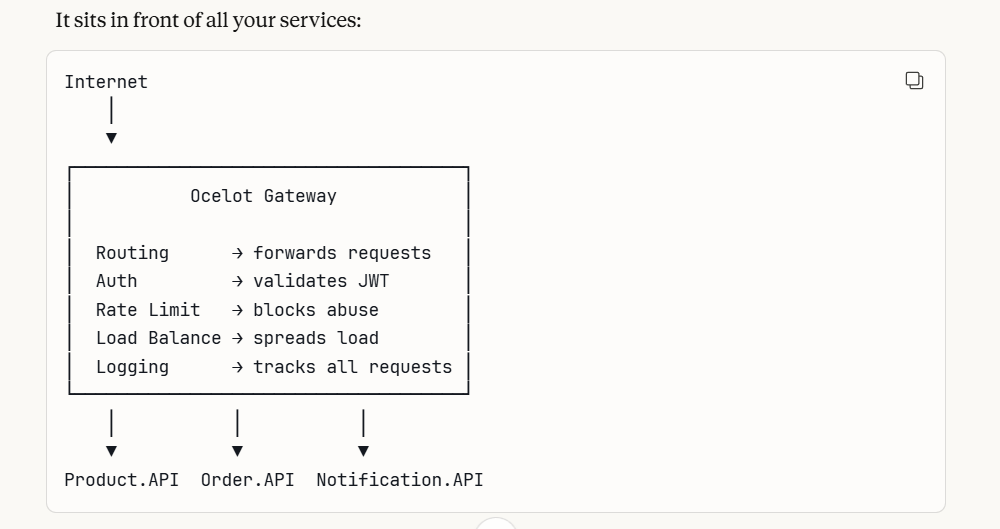 It sits in front of all your services:
Internet
Ocelot Gateway
Routing → forwards requests
Auth → validates JWT
Rate Limit → blocks abuse
Load Balance → spreads load
Logging → tracks all requests
Product.API Order.API Notification.API